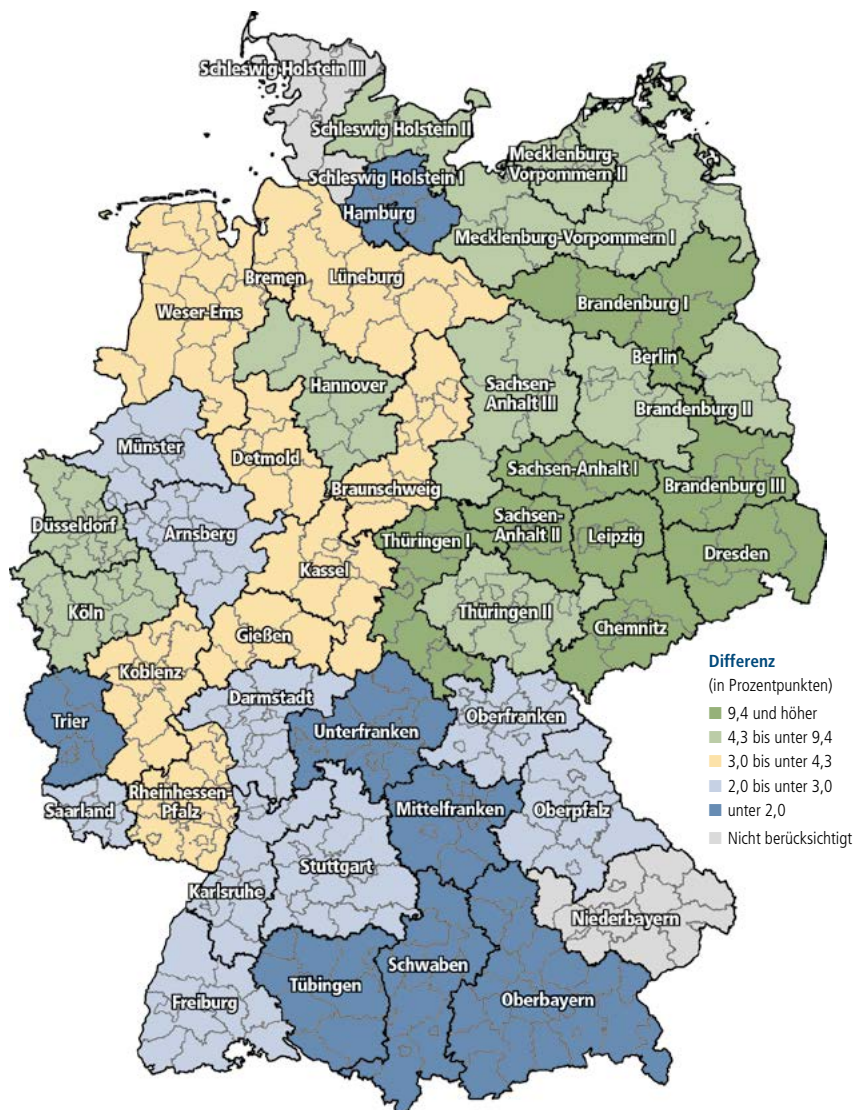 Schleswig Holstein III
Schleswig Holstein II
Mecklenburg-
Vorpommern II
Schleswig Holstein I
Hamburg
Mecklenburg-Vorpommern I
Bremen
Lüneburg
Weser-Ems
Brandenburg I
Berlin
Hannover
Sachsen-
Anhalt III
Brandenburg II
Münster
Detmold
Braunschweig
Sachsen-Anhalt I
Brandenburg III
Düsseldorf
Arnsberg
Thüringen I
Sachsen-
Anhalt II
Leipzig
Dresden
Kassel
Köln
Thüringen II
Chemnitz
Gießen
Koblenz
Darmstadt
Trier
Unterfranken
Oberfranken
Rheinhessen-
Pfalz
Saarland
Mittelfranken
Oberpfalz
Stuttgart
Karlsruhe
Niederbayern
Schwaben
Tübingen
Freiburg
Oberbayern
Differenz
(in Prozentpunkten)
9,4 und höher
4,3 bis unter 9,4
3,0 bis unter 4,3
2,0 bis unter 3,0
unter 2,0
Nicht berücksichtigt